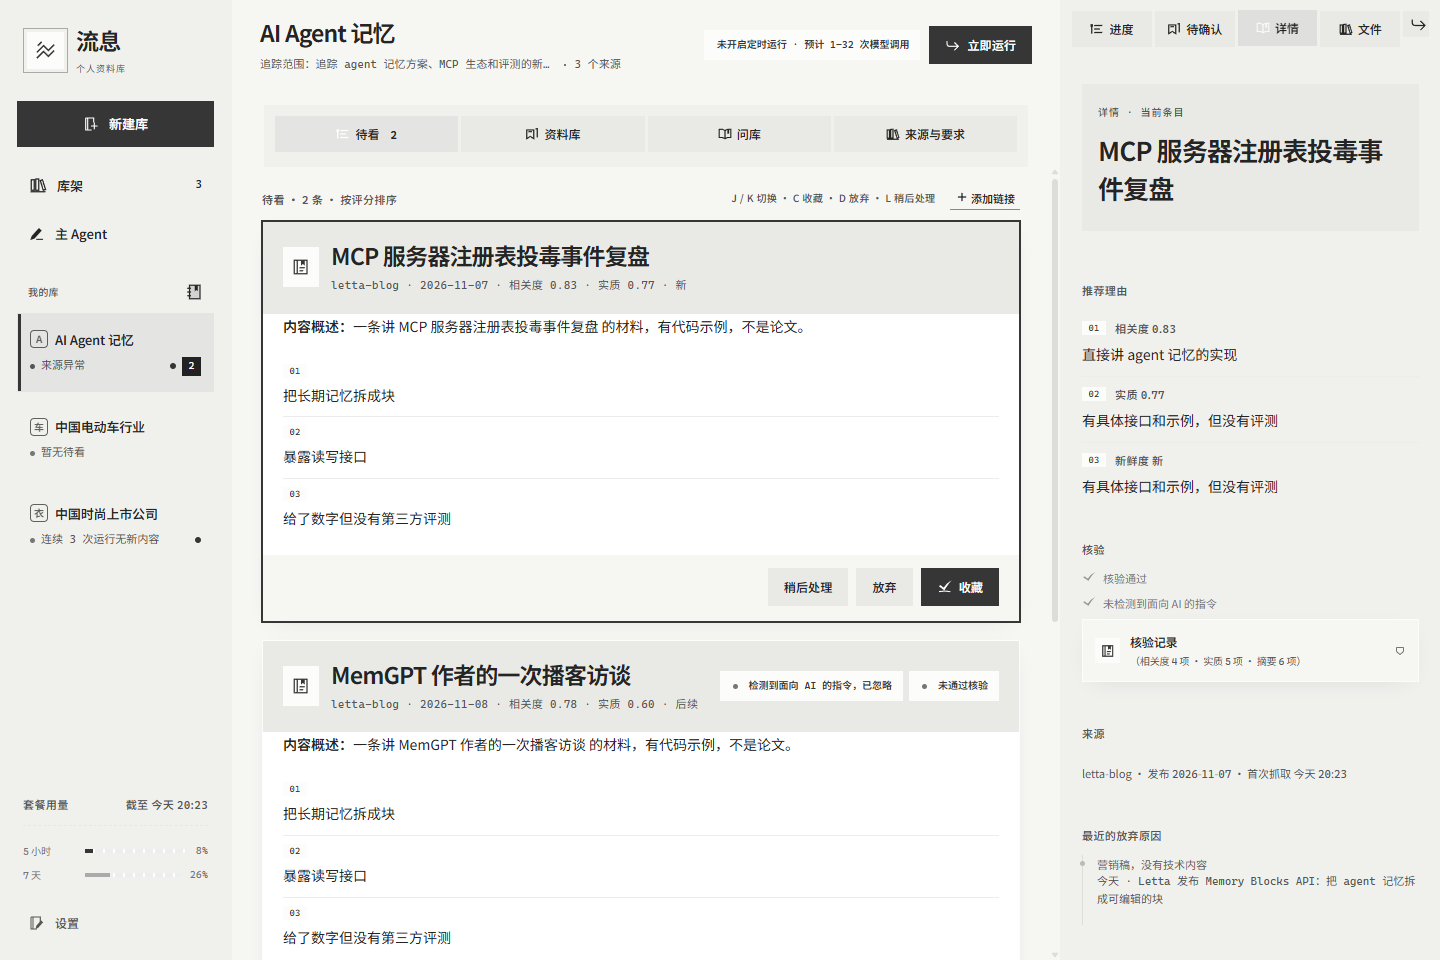 流息
个人资料库
新建库
库架 3
主 Agent
我的库
A AI Agent 记忆
来源异常 2
车 中国电动车行业
暂无待看
衣 中国时尚上市公司
连续 3 次运行无新内容
套餐用量 截至 今天 20:23
5 小时 8%
7 天 26%
设置
AI Agent 记忆
追踪范围：追踪 agent 记忆方案、MCP 生态和评测的新… · 3 个来源
未开启定时运行 · 预计 1–32 次模型调用
立即运行
待看 2
资料库
问库
来源与要求
待看 • 2 条 • 按评分排序
J / K 切换 • C 收藏 • D 放弃 • L 稍后处理
添加链接
MCP 服务器注册表投毒事件复盘
letta-blog · 2026-11-07 · 相关度 0.83 · 实质 0.77 · 新
内容概述：一条讲 MCP 服务器注册表投毒事件复盘 的材料，有代码示例，不是论文。
01
把长期记忆拆成块
02
暴露读写接口
03
给了数字但没有第三方评测
稍后处理
放弃
收藏
MemGPT 作者的一次播客访谈
letta-blog · 2026-11-08 · 相关度 0.78 · 实质 0.60 · 后续
检测到面向 AI 的指令，已忽略
未通过核验
内容概述：一条讲 MemGPT 作者的一次播客访谈 的材料，有代码示例，不是论文。
01
把长期记忆拆成块
02
暴露读写接口
03
给了数字但没有第三方评测
进度
待确认
详情
文件
详情 · 当前条目
MCP 服务器注册表投毒事
件复盘
推荐理由
01 相关度 0.83
直接讲 agent 记忆的实现
02 实质 0.77
有具体接口和示例，但没有评测
03 新鲜度 新
有具体接口和示例，但没有评测
核验
核验通过
未检测到面向 AI 的指令
核验记录
（相关度 4 项 • 实质 5 项 • 摘要 6 项）
来源
letta-blog • 发布 2026-11-07 • 首次抓取 今天 20:23
最近的放弃原因
营销稿，没有技术内容
今天 · Letta 发布 Memory Blocks API：把 agent 记忆拆
成可编辑的块